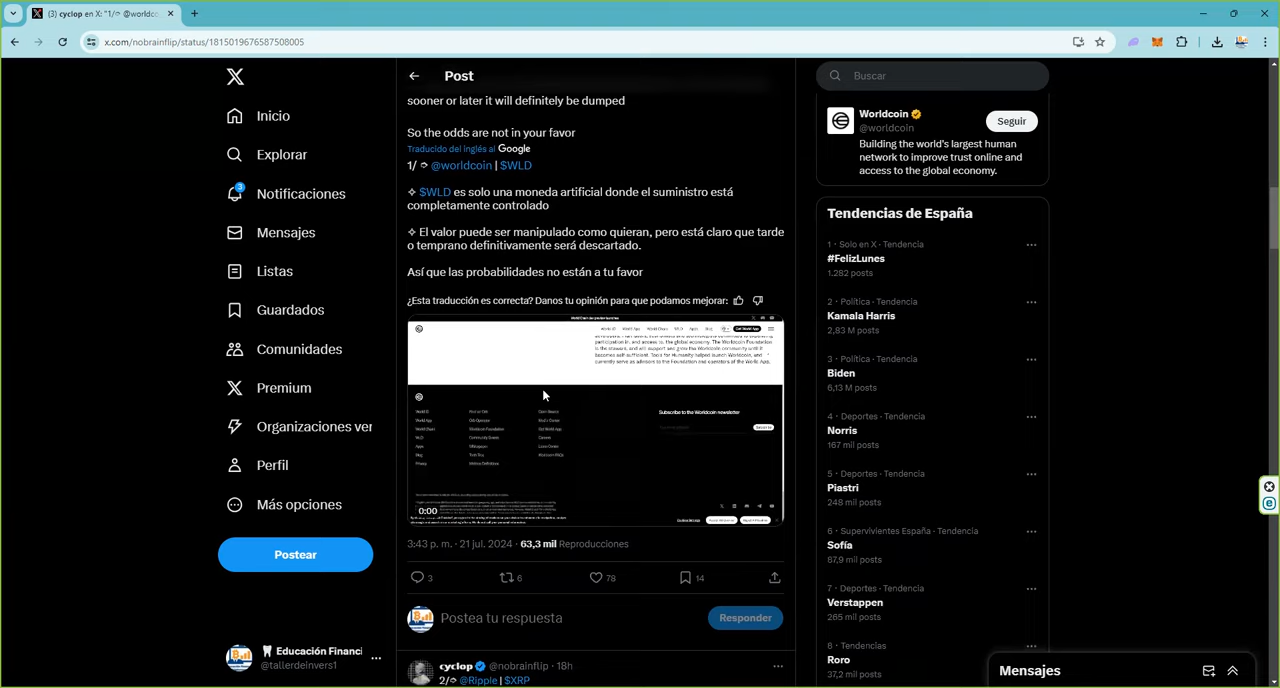 (3) cyclop en X: "1/ @worldco
x.com/nobrainflip/status/1815019676587508005
Inicio
Explorar
3
Notificaciones
Mensajes
Listas
Guardados
Comunidades
Premium
Organizaciones ver
Perfil
Más opciones
Postear
Educación Financi
@tallerdeinvers1
Post
sooner or later it will definitely be dumped
So the odds are not in your favor
Traducido del inglés al Google
1/ @worldcoin | $WLD
✧ $WLD es solo una moneda artificial donde el suministro está
completamente controlado
✧ El valor puede ser manipulado como quieran, pero está claro que tarde
o temprano definitivamente será descartado.
Así que las probabilidades no están a tu favor
¿Esta traducción es correcta? Danos tu opinión para que podamos mejorar:
Subscribe to the Worldcoin newsletter
0:00
3:43 p. m. · 21 jul. 2024 · 63,3 mil Reproducciones
3 6 78 14
Postea tu respuesta
Responder
cyclop @nobrainflip · 18h
2/ @Ripple | $XRP
Buscar
Worldcoin
@worldcoin
Seguir
Building the world's largest human
network to improve trust online and
access to the global economy.
Tendencias de España
1 · Solo en X · Tendencia
#FelizLunes
1.282 posts
2 · Política · Tendencia
Kamala Harris
2,83 M posts
3 · Política · Tendencia
Biden
6,13 M posts
4 · Deportes · Tendencia
Norris
167 mil posts
5 · Deportes · Tendencia
Piastri
248 mil posts
6 · Supervivientes España · Tendencia
Sofía
87,9 mil posts
7 · Deportes · Tendencia
Verstappen
265 mil posts
8 · Tendencias
Roro
37,2 mil posts
Mensajes